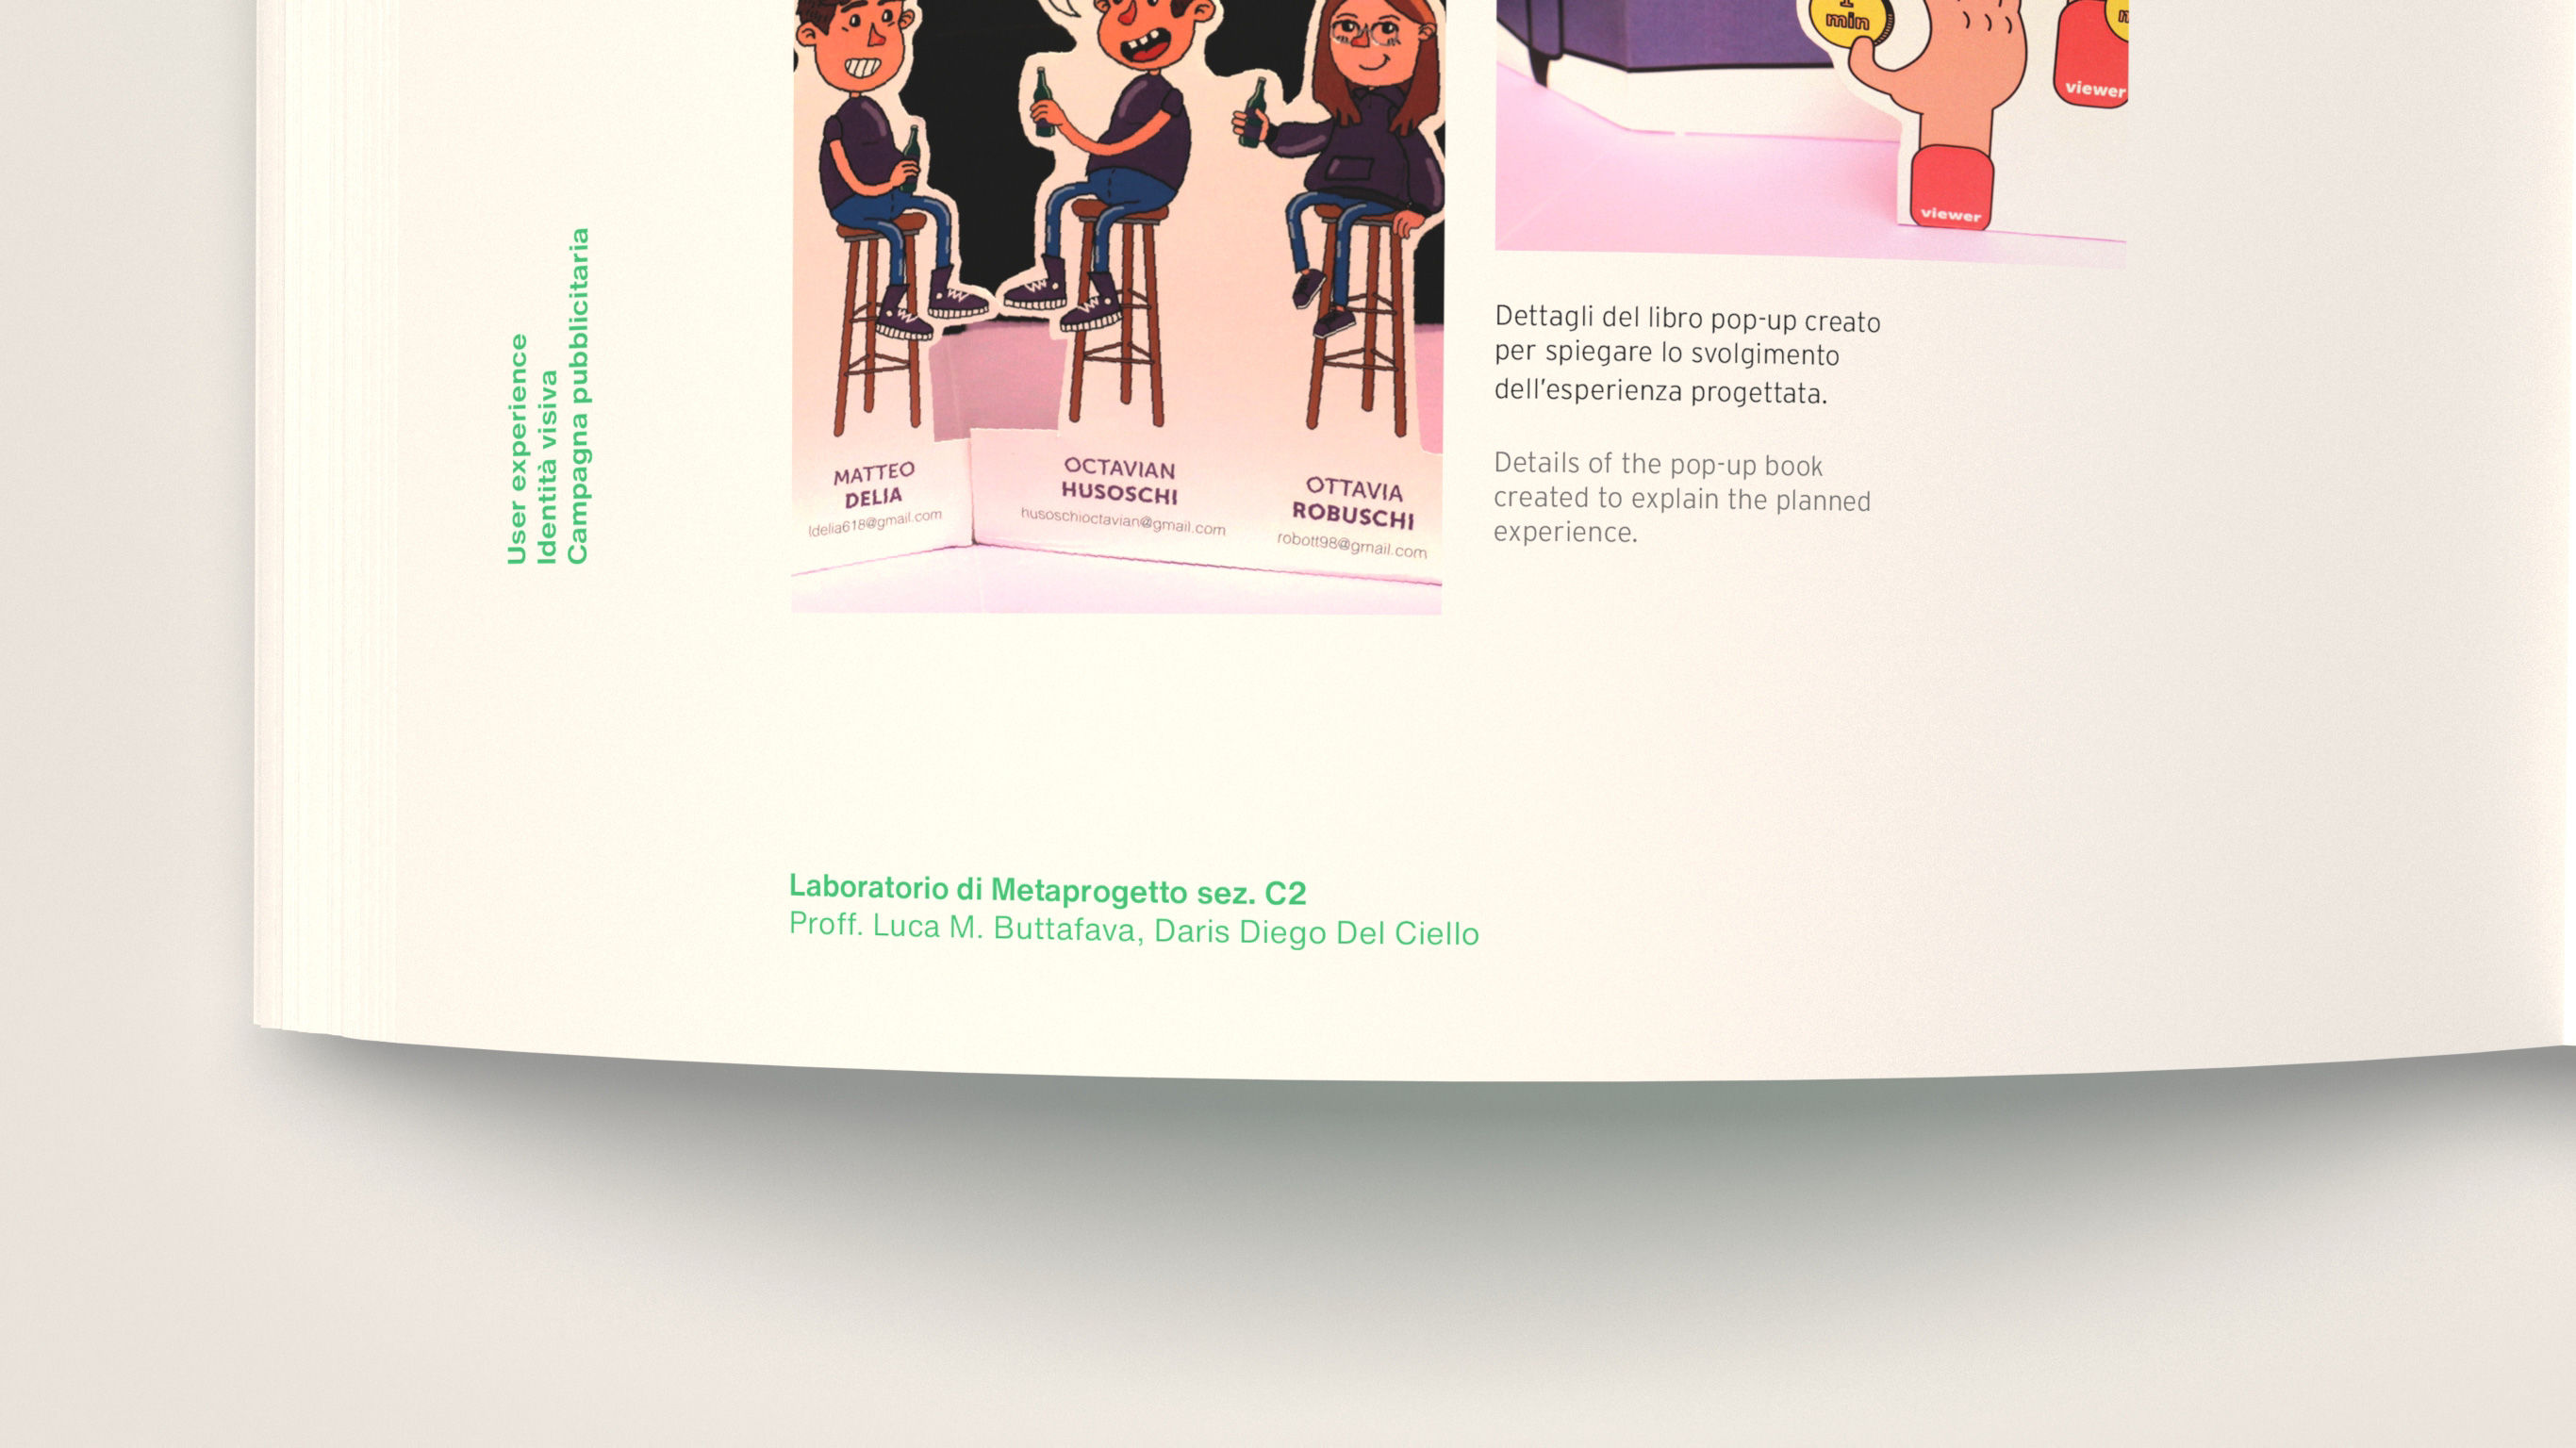 User experience
Identità visiva
Campagna pubblicitaria
MATTEO
DELIA
ldelia618@gmail.com
OCTAVIAN
HUSOSCHI
husoschioctavian@gmail.com
OTTAVIA
ROBUSCHI
robott98@gmail.com
1
min
viewer
viewer
Dettagli del libro pop-up creato
per spiegare lo svolgimento
dell'esperienza progettata.
Details of the pop-up book
created to explain the planned
experience.
Laboratorio di Metaprogetto sez. C2
Proff. Luca M. Buttafava, Daris Diego Del Ciello